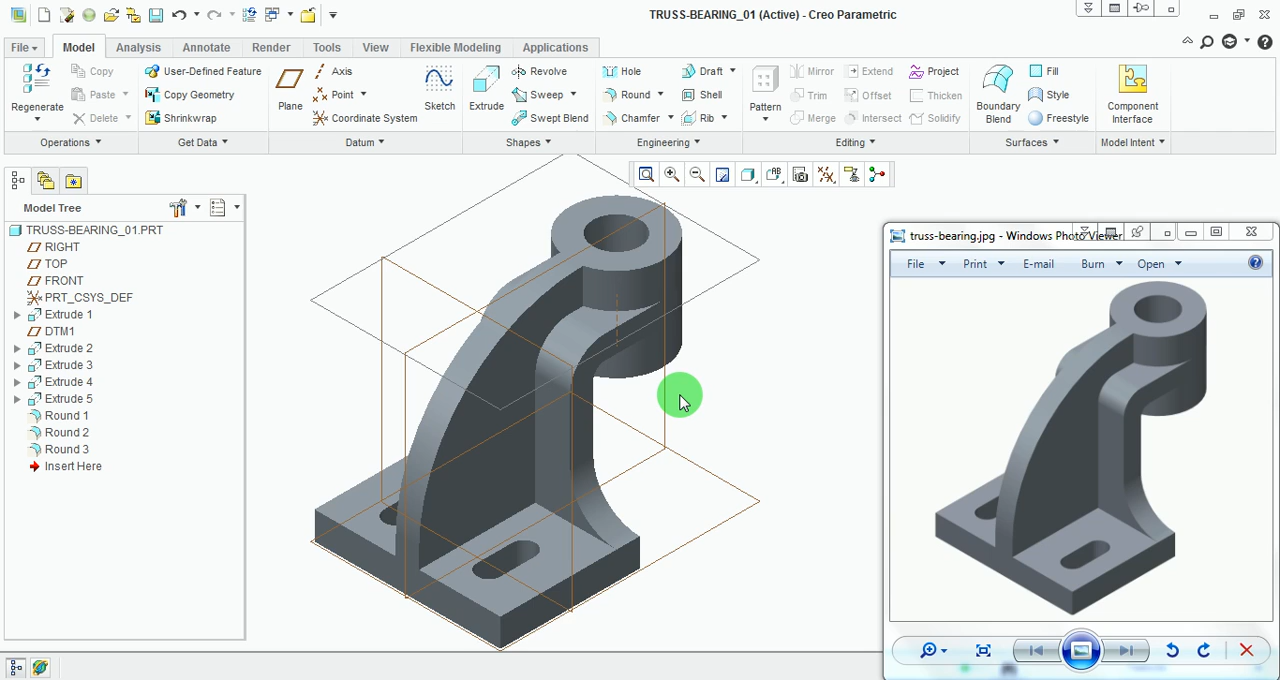 TRUSS-BEARING_01 (Active) - Creo Parametric
File Model Analysis Annotate Render Tools View Flexible Modeling Applications
Regenerate Copy Paste Delete
User-Defined Feature
Copy Geometry
Shrinkwrap
Plane Axis Point Coordinate System Sketch
Extrude Revolve Sweep Swept Blend
Hole Draft
Round Shell
Chamfer Rib
Pattern Mirror Extend Project
Trim Offset Thicken
Merge Intersect Solidify
Boundary Blend Fill Style Freestyle
Component Interface
Operations Get Data Datum Shapes Engineering Editing Surfaces Model Intent
Model Tree
TRUSS-BEARING_01.PRT
RIGHT
TOP
FRONT
PRT_CSYS_DEF
Extrude 1
DTM1
Extrude 2
Extrude 3
Extrude 4
Extrude 5
Round 1
Round 2
Round 3
Insert Here
truss-bearing.jpg - Windows Photo Viewer
File Print E-mail Burn Open